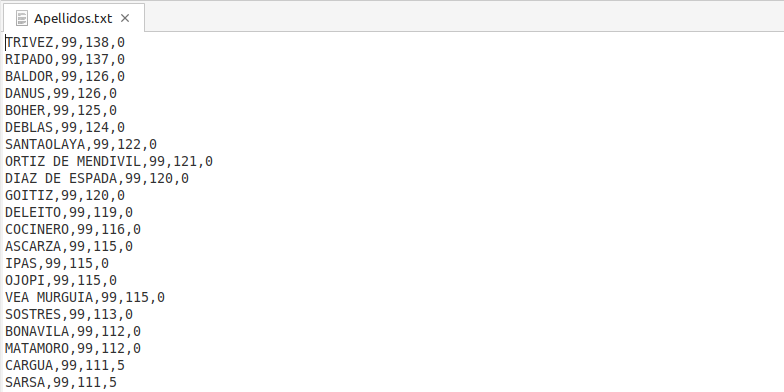 Apellidos.txt ×
TRIVEZ,99,138,0
RIPADO,99,137,0
BALDOR,99,126,0
DANUS,99,126,0
BOHER,99,125,0
DEBLAS,99,124,0
SANTAOLAYA,99,122,0
ORTIZ DE MENDIVIL,99,121,0
DIAZ DE ESPADA,99,120,0
GOITIZ,99,120,0
DELEITO,99,119,0
COCINERO,99,116,0
ASCARZA,99,115,0
IPAS,99,115,0
OJOPI,99,115,0
VEA MURGUIA,99,115,0
SOSTRES,99,113,0
BONAVILA,99,112,0
MATAMORO,99,112,0
CARGUA,99,111,5
SARSA,99,111,5